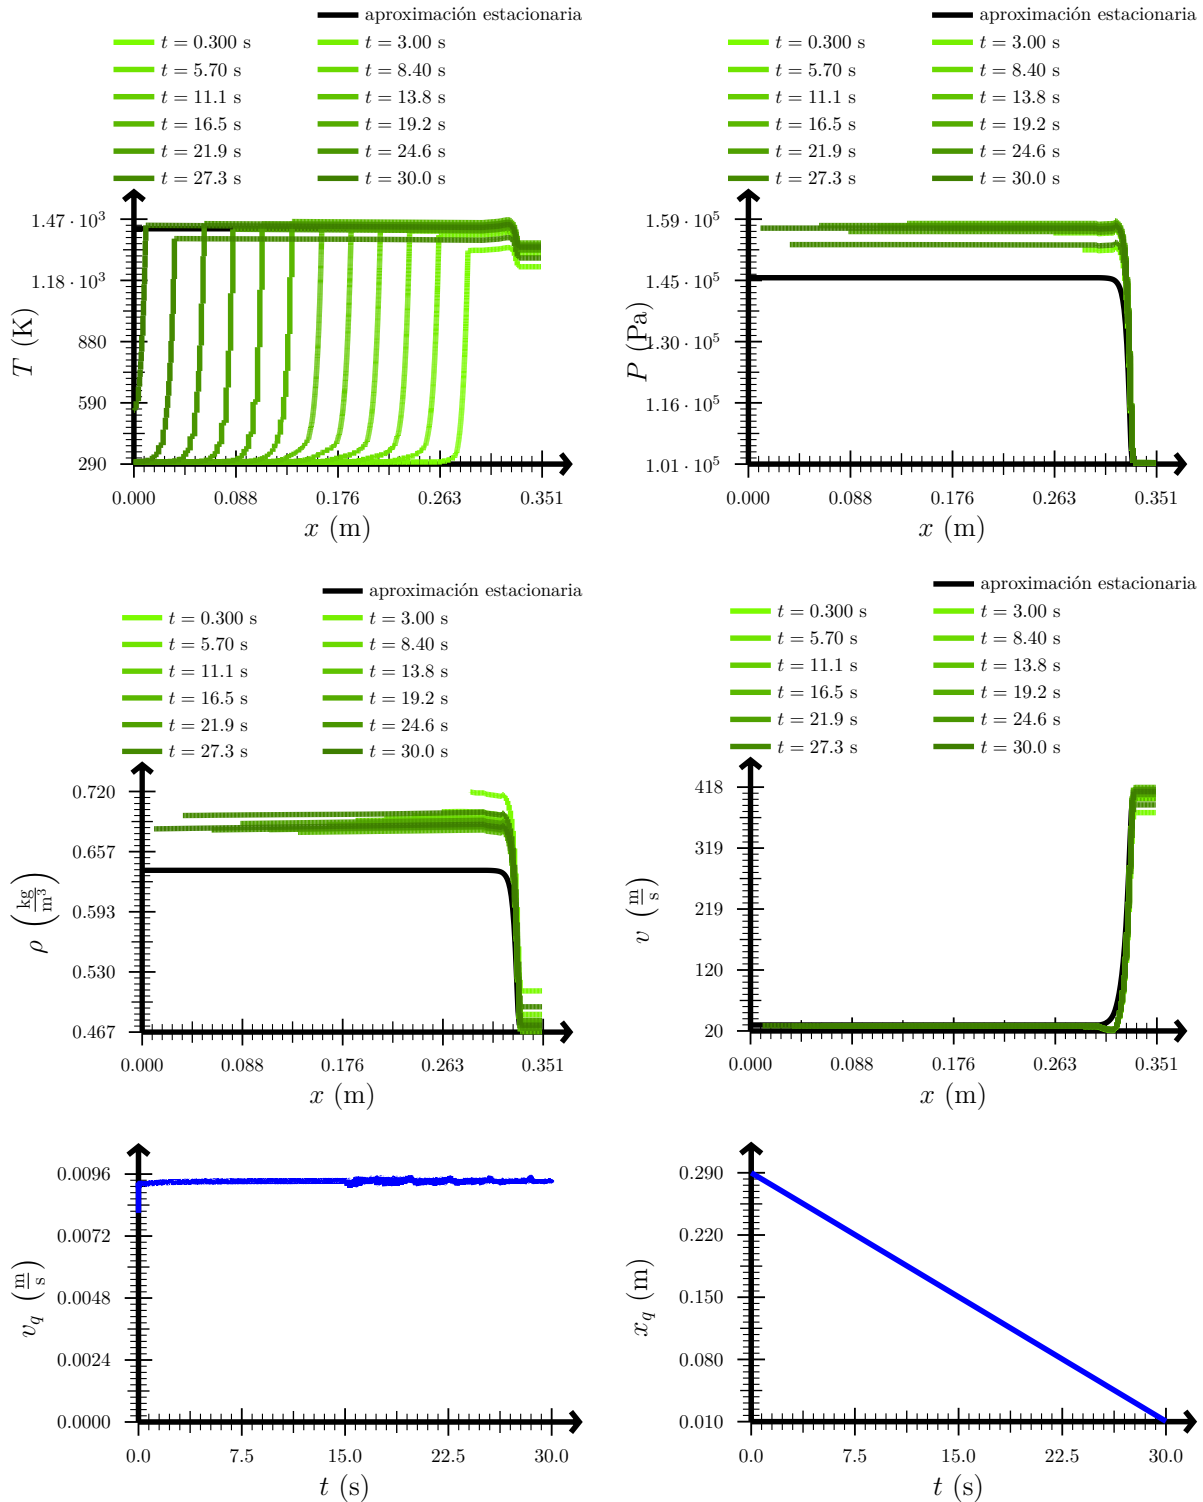 aproximación estacionaria
t = 0.300 s t = 3.00 s
t = 5.70 s t = 8.40 s
t = 11.1 s t = 13.8 s
t = 16.5 s t = 19.2 s
t = 21.9 s t = 24.6 s
t = 27.3 s t = 30.0 s
1.47 · 10³
1.18 · 10³
880
590
290
T (K)
0.000 0.088 0.176 0.263 0.351
x (m)
aproximación estacionaria
t = 0.300 s t = 3.00 s
t = 5.70 s t = 8.40 s
t = 11.1 s t = 13.8 s
t = 16.5 s t = 19.2 s
t = 21.9 s t = 24.6 s
t = 27.3 s t = 30.0 s
1.59 · 10⁵
1.45 · 10⁵
1.30 · 10⁵
1.16 · 10⁵
1.01 · 10⁵
P (Pa)
0.000 0.088 0.176 0.263 0.351
x (m)
aproximación estacionaria
t = 0.300 s t = 3.00 s
t = 5.70 s t = 8.40 s
t = 11.1 s t = 13.8 s
t = 16.5 s t = 19.2 s
t = 21.9 s t = 24.6 s
t = 27.3 s t = 30.0 s
0.720
0.657
0.593
0.530
0.467
ρ (kg/m³)
0.000 0.088 0.176 0.263 0.351
x (m)
aproximación estacionaria
t = 0.300 s t = 3.00 s
t = 5.70 s t = 8.40 s
t = 11.1 s t = 13.8 s
t = 16.5 s t = 19.2 s
t = 21.9 s t = 24.6 s
t = 27.3 s t = 30.0 s
418
319
219
120
20
v (m/s)
0.000 0.088 0.176 0.263 0.351
x (m)
0.0096
0.0072
0.0048
0.0024
0.0000
v_q (m/s)
0.0 7.5 15.0 22.5 30.0
t (s)
0.290
0.220
0.150
0.080
0.010
x_q (m)
0.0 7.5 15.0 22.5 30.0
t (s)